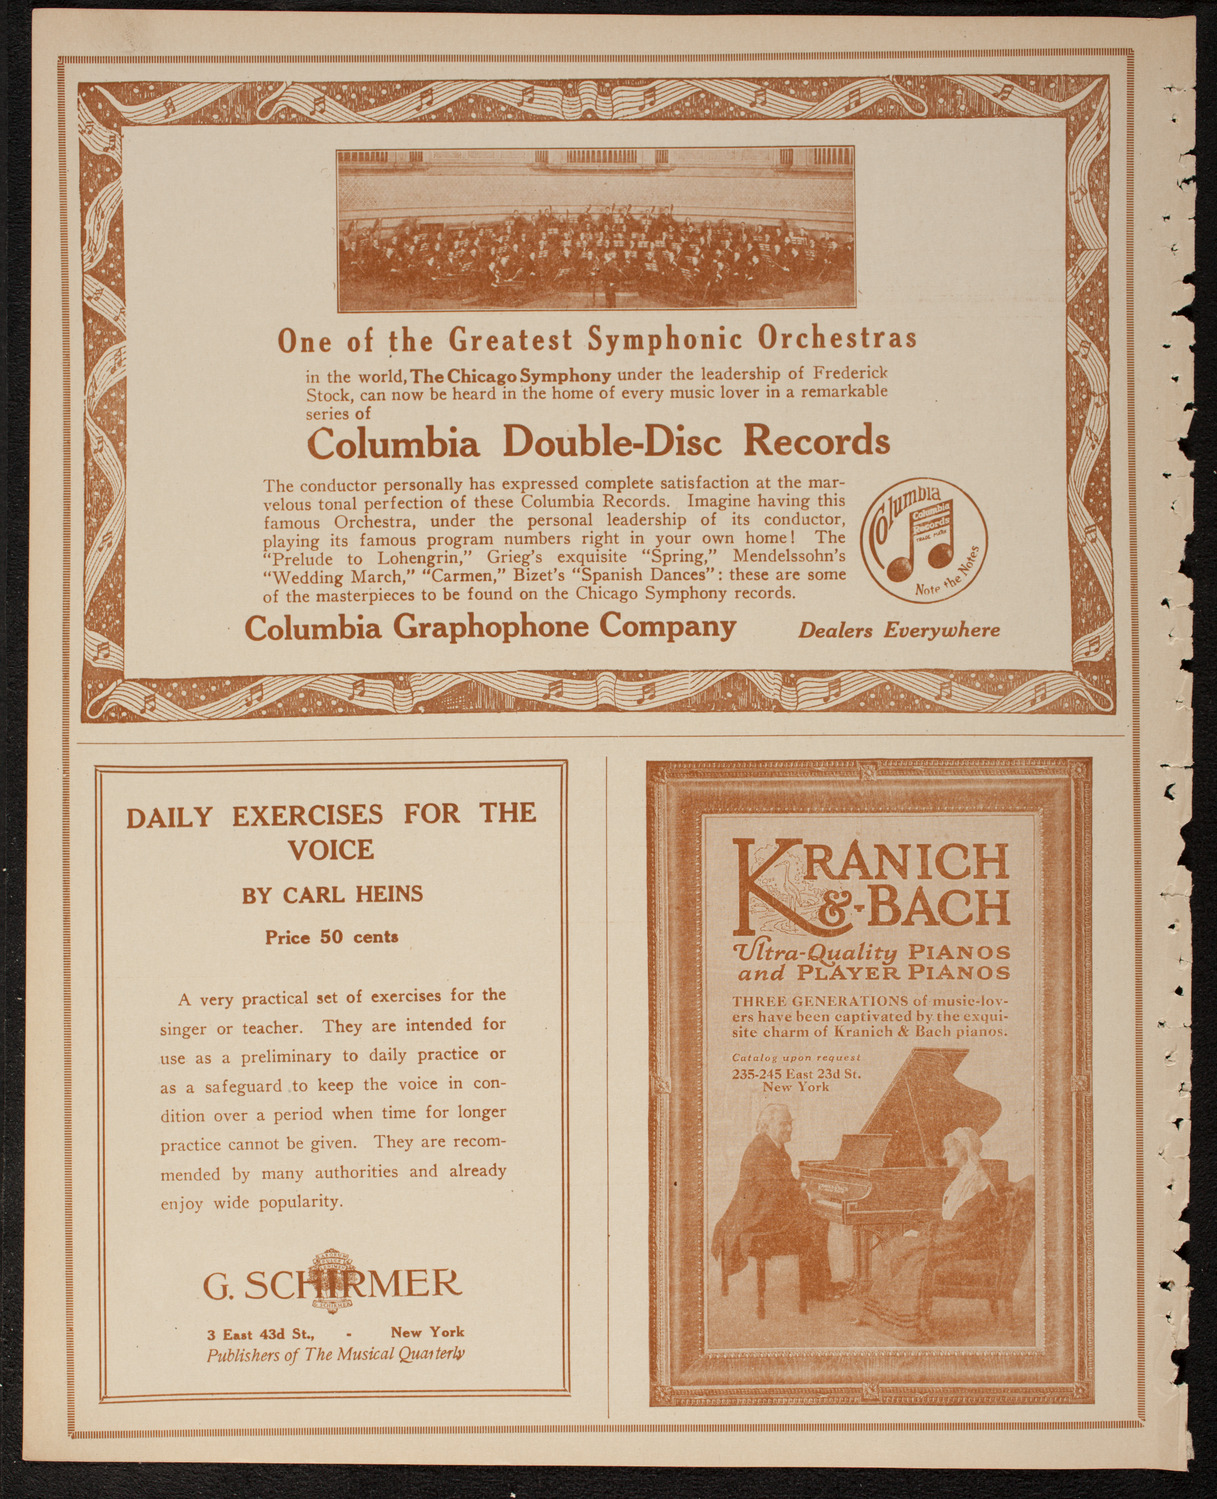 One of the Greatest Symphonic Orchestras
in the world, The Chicago Symphony under the leadership of Frederick
Stock, can now be heard in the home of every music lover in a remarkable
series of
Columbia Double-Disc Records
The conductor personally has expressed complete satisfaction at the mar-
velous tonal perfection of these Columbia Records. Imagine having this
famous Orchestra, under the personal leadership of its conductor,
playing its famous program numbers right in your own home! The
"Prelude to Lohengrin," Grieg's exquisite "Spring," Mendelssohn's
"Wedding March," "Carmen," Bizet's "Spanish Dances": these are some
of the masterpieces to be found on the Chicago Symphony records.
Columbia
Columbia
Records
TRADE MARK
Note the Notes
Columbia Graphophone Company Dealers Everywhere
DAILY EXERCISES FOR THE
VOICE
BY CARL HEINS
Price 50 cents
A very practical set of exercises for the
singer or teacher. They are intended for
use as a preliminary to daily practice or
as a safeguard to keep the voice in con-
dition over a period when time for longer
practice cannot be given. They are recom-
mended by many authorities and already
enjoy wide popularity.
G. SCHIRMER
3 East 43d St., - New York
Publishers of The Musical Quarterly
KRANICH
&-BACH
Ultra-Quality PIANOS
and PLAYER PIANOS
THREE GENERATIONS of music-lov-
ers have been captivated by the exqui-
site charm of Kranich & Bach pianos.
Catalog upon request
235-245 East 23d St.
New York